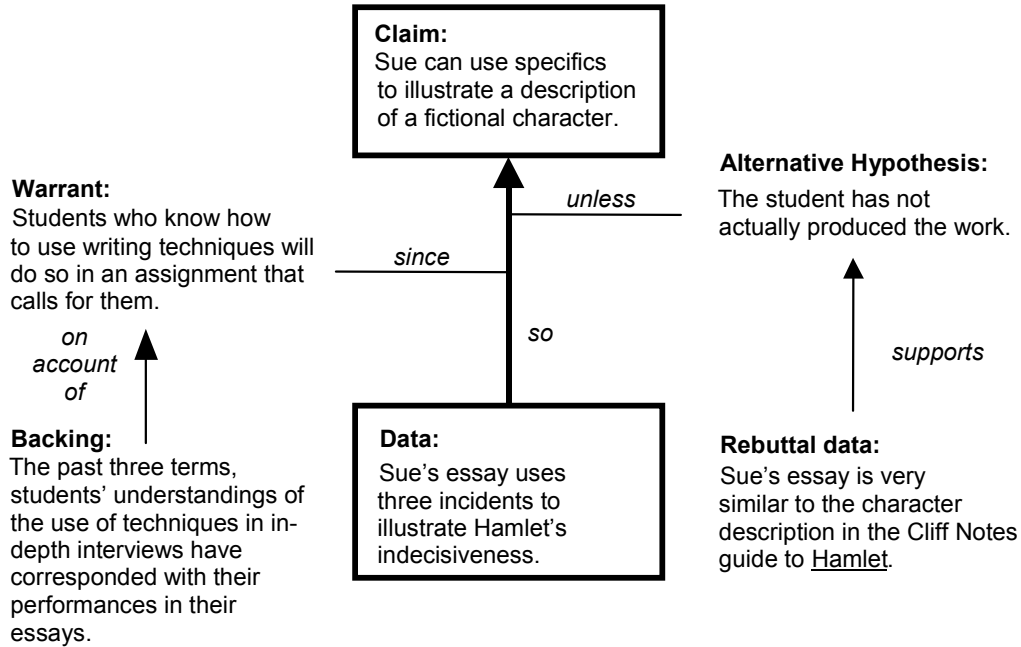 Claim:
Sue can use specifics
to illustrate a description
of a fictional character.
Alternative Hypothesis:
The student has not
actually produced the work.
unless
Warrant:
Students who know how
to use writing techniques will
do so in an assignment that
calls for them.
since
on
account
of
so
supports
Backing:
The past three terms,
students’ understandings of
the use of techniques in in-
depth interviews have
corresponded with their
performances in their
essays.
Data:
Sue’s essay uses
three incidents to
illustrate Hamlet’s
indecisiveness.
Rebuttal data:
Sue’s essay is very
similar to the character
description in the Cliff Notes
guide to Hamlet.